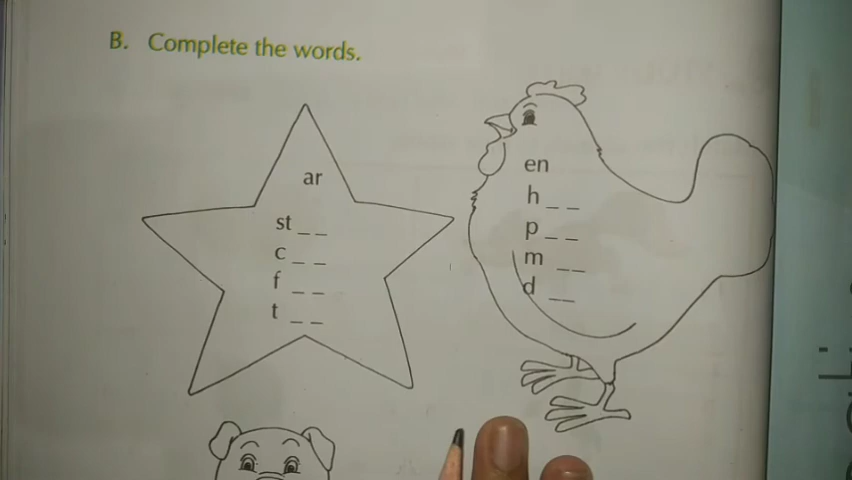 B. Complete the words.
ar
st _ _
c _ _
f _ _
t _ _
en
h _ _
p _ _
m _ _
d _ _